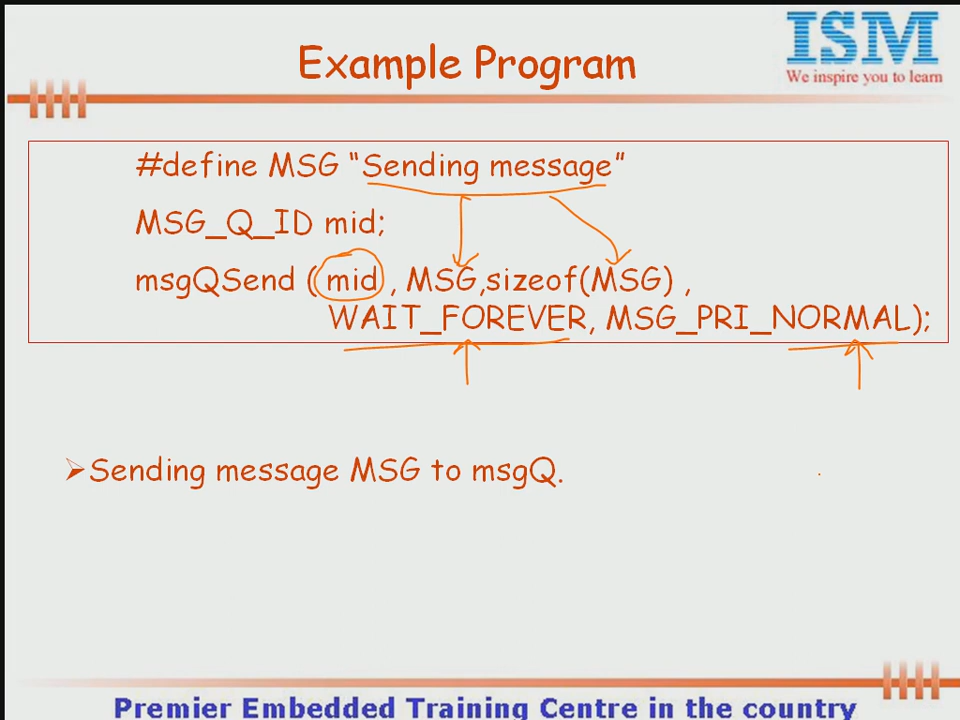 Example Program
ISM
We inspire you to learn
#define MSG “Sending message”
MSG_Q_ID mid;
msgQSend ( mid , MSG,sizeof(MSG) ,
WAIT_FOREVER, MSG_PRI_NORMAL);
➢Sending message MSG to msgQ.
Premier Embedded Training Centre in the country